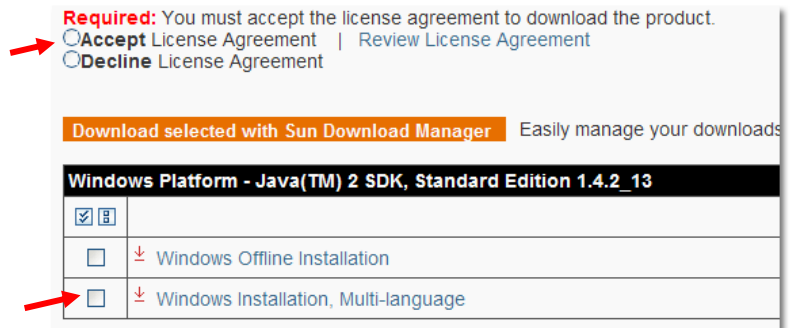 Required: You must accept the license agreement to download the product.
Accept License Agreement | Review License Agreement
Decline License Agreement
Download selected with Sun Download Manager Easily manage your downloads
Windows Platform - Java(TM) 2 SDK, Standard Edition 1.4.2_13
Windows Offline Installation
Windows Installation, Multi-language